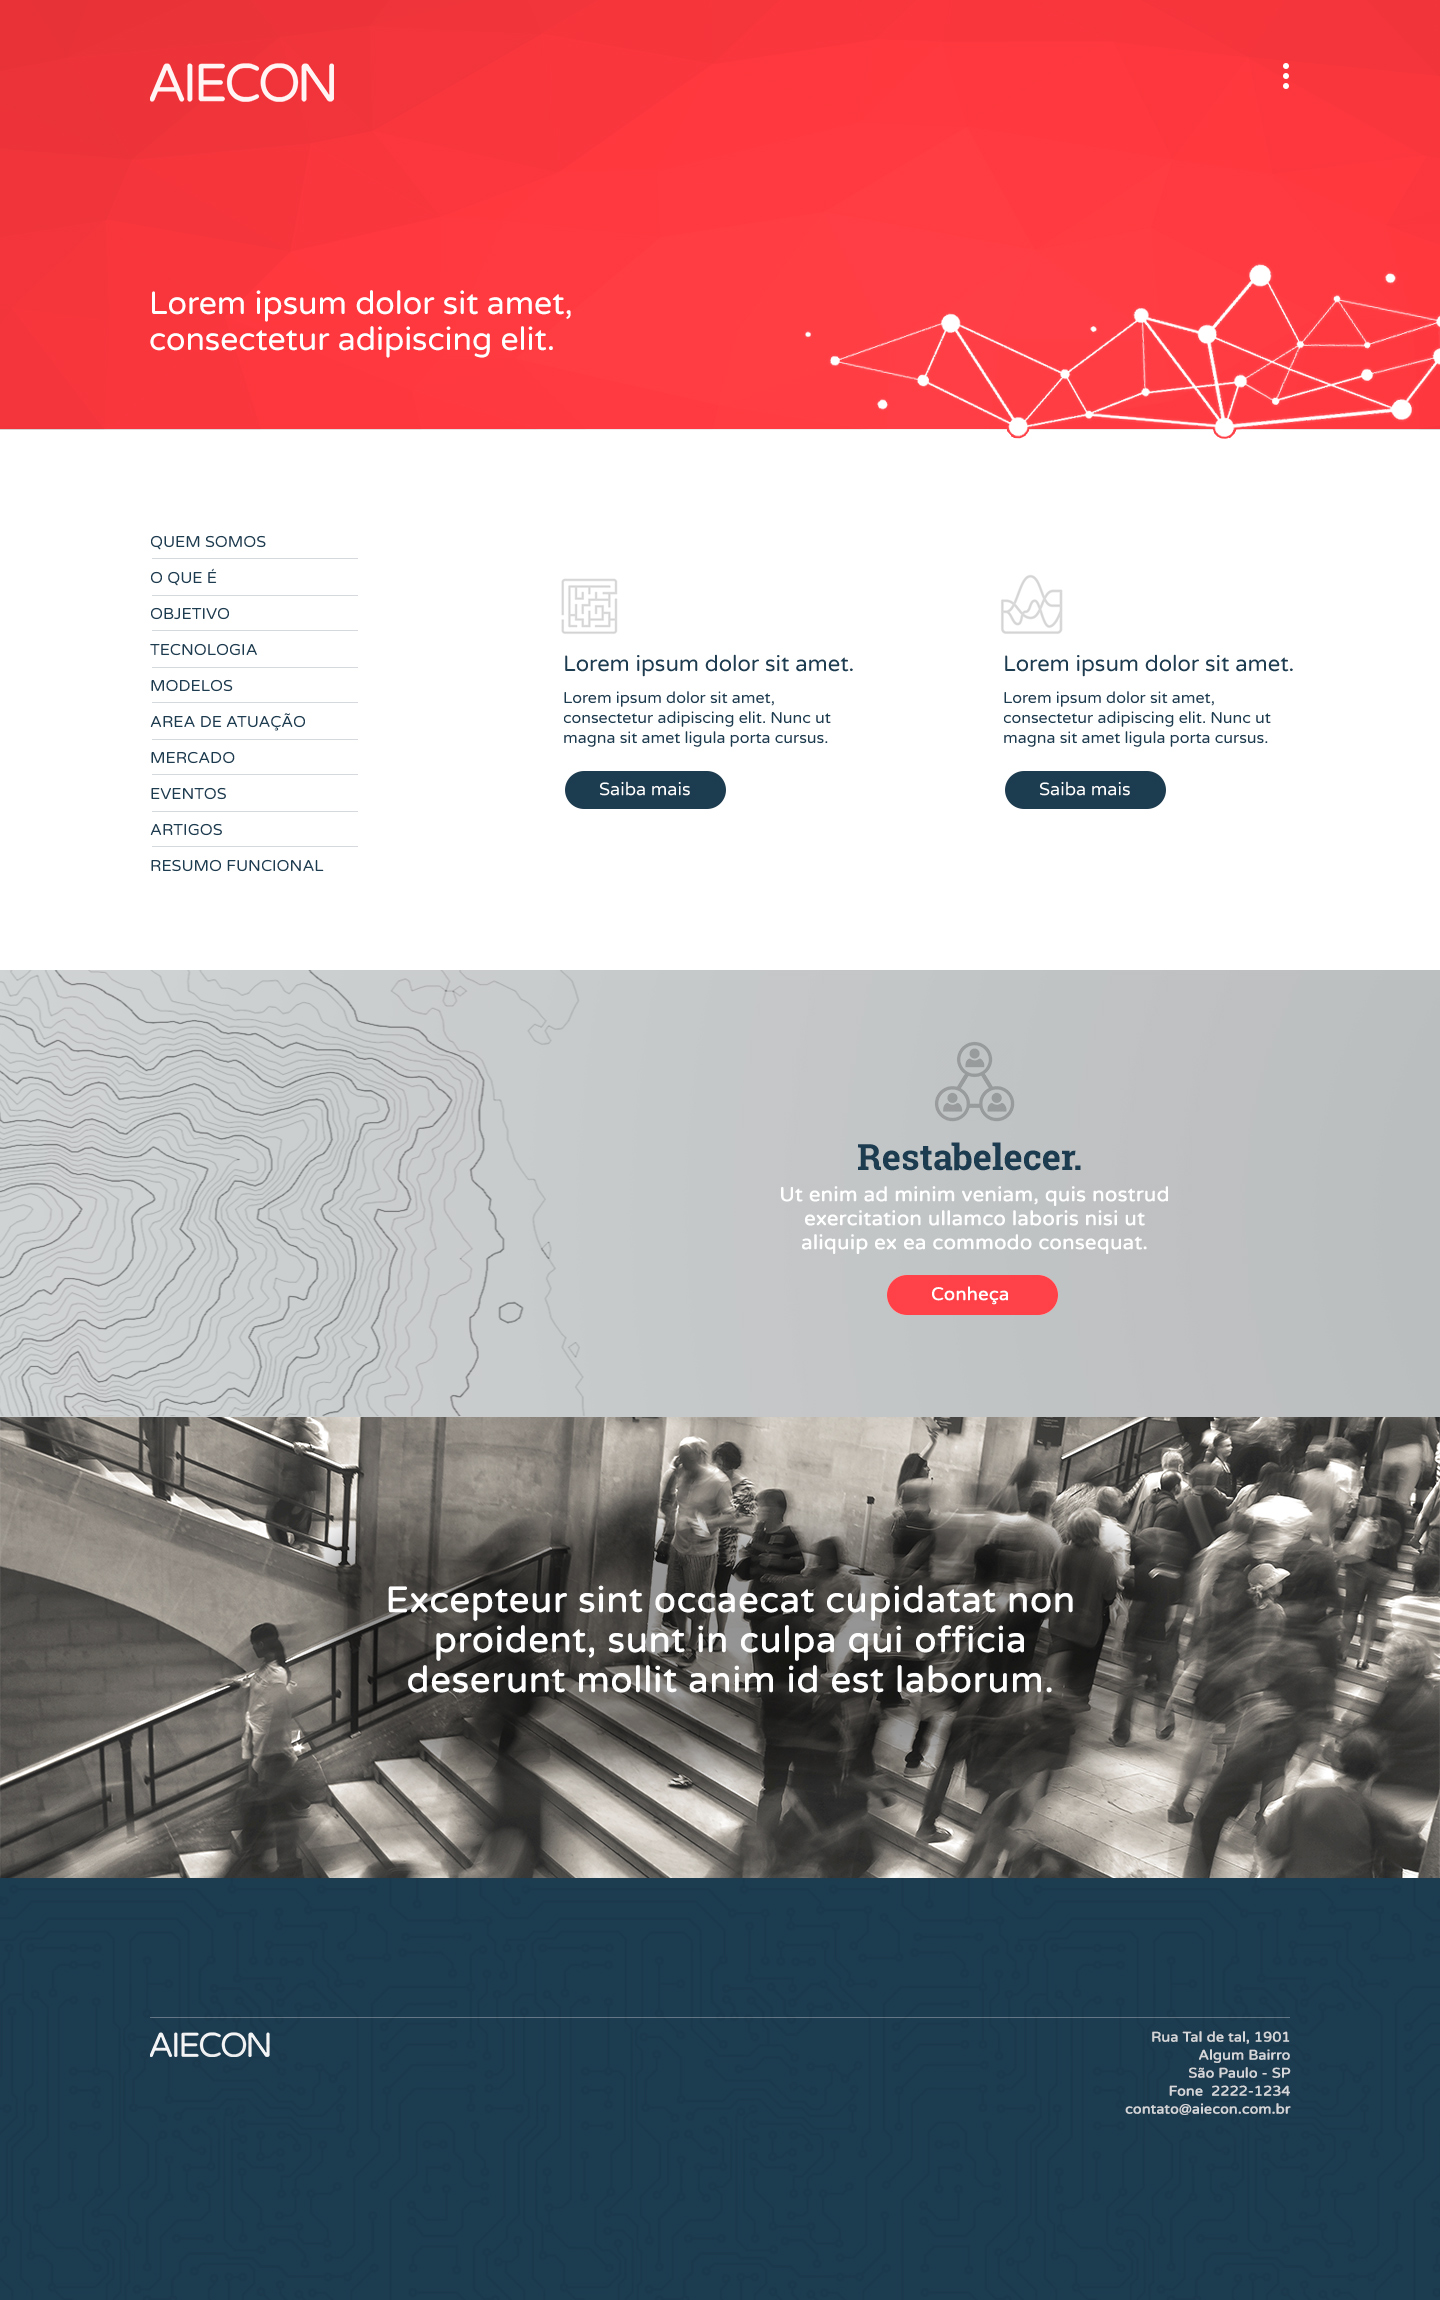 AIECON
Lorem ipsum dolor sit amet,
consectetur adipiscing elit.
QUEM SOMOS
O QUE É
OBJETIVO
TECNOLOGIA
MODELOS
AREA DE ATUAÇÃO
MERCADO
EVENTOS
ARTIGOS
RESUMO FUNCIONAL
Lorem ipsum dolor sit amet.
Lorem ipsum dolor sit amet,
consectetur adipiscing elit. Nunc ut
magna sit amet ligula porta cursus.
Saiba mais
Lorem ipsum dolor sit amet.
Lorem ipsum dolor sit amet,
consectetur adipiscing elit. Nunc ut
magna sit amet ligula porta cursus.
Saiba mais
Restabelecer.
Ut enim ad minim veniam, quis nostrud
exercitation ullamco laboris nisi ut
aliquip ex ea commodo consequat.
Conheça
Excepteur sint occaecat cupidatat non
proident, sunt in culpa qui officia
deserunt mollit anim id est laborum.
AIECON
Rua Tal de tal, 1901
Algum Bairro
São Paulo - SP
Fone 2222-1234
contato@aiecon.com.br